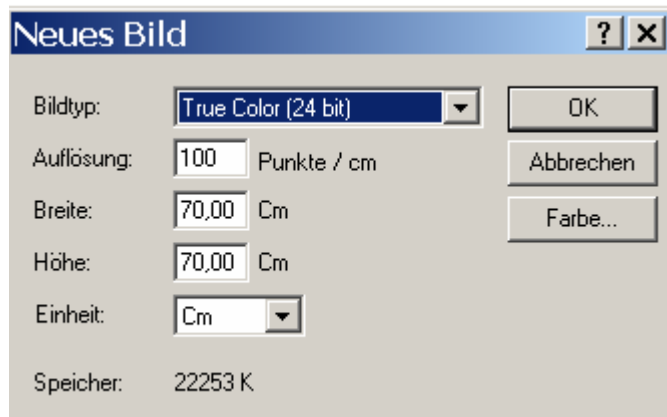 Neues Bild
Bildtyp: True Color (24 bit) OK
Auflösung: 100 Punkte / cm Abbrechen
Breite: 70,00 Cm Farbe...
Höhe: 70,00 Cm
Einheit: Cm
Speicher: 22253 K